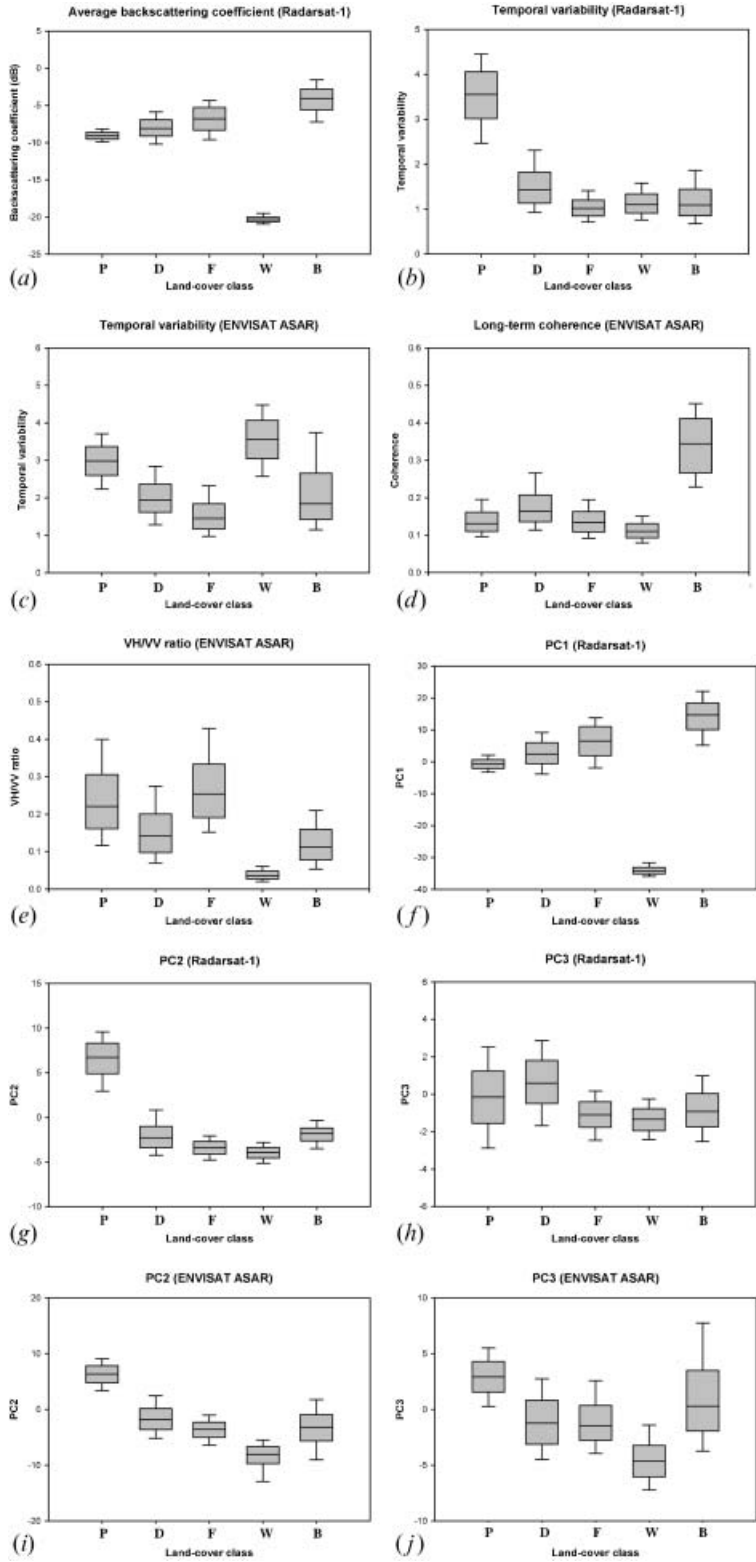 Average backscattering coefficient (Radarsat-1)
Backscattering coefficient (dB)
5
0
-5
-10
-15
-20
-25
P D F W B
Land-cover class
(a)
Temporal variability (Radarsat-1)
Temporal variability
5
4
3
2
1
0
P D F W B
Land-cover class
(b)
Temporal variability (ENVISAT ASAR)
Temporal variability
6
5
4
3
2
1
0
P D F W B
Land-cover class
(c)
Long-term coherence (ENVISAT ASAR)
Coherence
0.6
0.5
0.4
0.3
0.2
0.1
0.0
P D F W B
Land-cover class
(d)
VH/VV ratio (ENVISAT ASAR)
VH/VV ratio
0.6
0.5
0.4
0.3
0.2
0.1
0.0
P D F W B
Land-cover class
(e)
PC1 (Radarsat-1)
PC1
30
20
10
0
-10
-20
-30
-40
P D F W B
Land-cover class
(f)
PC2 (Radarsat-1)
PC2
15
10
5
0
-5
-10
P D F W B
Land-cover class
(g)
PC3 (Radarsat-1)
PC3
6
4
2
0
-2
-4
-6
P D F W B
Land-cover class
(h)
PC2 (ENVISAT ASAR)
PC2
20
10
0
-10
-20
P D F W B
Land-cover class
(i)
PC3 (ENVISAT ASAR)
PC3
10
5
0
-5
-10
P D F W B
Land-cover class
(j)